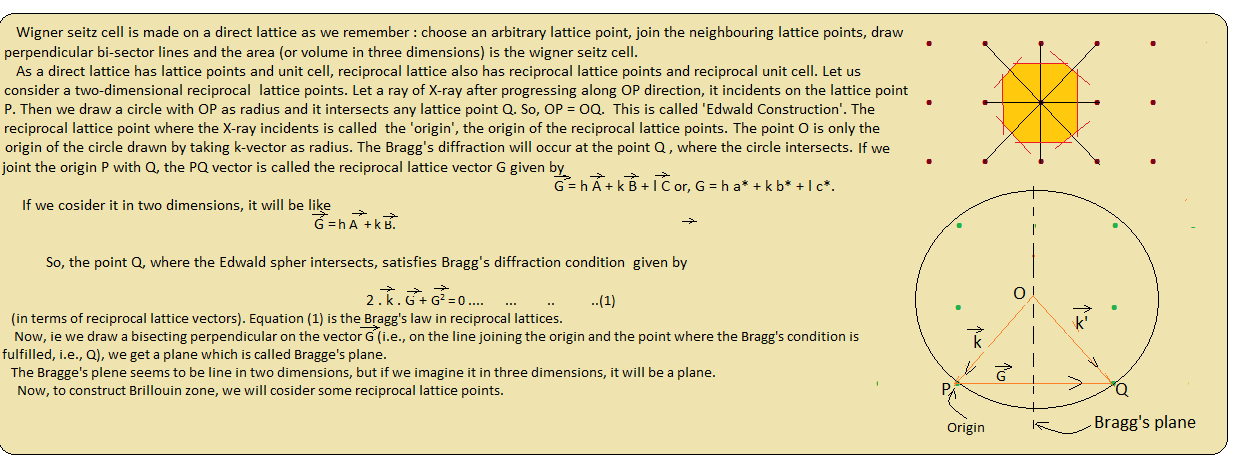 Wigner seitz cell is made on a direct lattice as we remember : choose an arbitrary lattice point, join the neighbouring lattice points, draw
perpendicular bi-sector lines and the area (or volume in three dimensions) is the wigner seitz cell.
As a direct lattice has lattice points and unit cell, reciprocal lattice also has reciprocal lattice points and reciprocal unit cell. Let us
consider a two-dimensional reciprocal lattice points. Let a ray of X-ray after progressing along OP direction, it incidents on the lattice point
P. Then we draw a circle with OP as radius and it intersects any lattice point Q. So, OP = OQ. This is called 'Edwald Construction'. The
reciprocal lattice point where the X-ray incidents is called the 'origin', the origin of the reciprocal lattice points. The point O is only the
origin of the circle drawn by taking k-vector as radius. The Bragg's diffraction will occur at the point Q , where the circle intersects. If we
joint the origin P with Q, the PQ vector is called the reciprocal lattice vector G given by
G = h A + k B + l C or, G = h a* + k b* + l c*.
If we cosider it in two dimensions, it will be like
G = h A + k B.
So, the point Q, where the Edwald spher intersects, satisfies Bragg's diffraction condition given by
2 . k . G + G² = 0 .... ... .. ..(1)
(in terms of reciprocal lattice vectors). Equation (1) is the Bragg's law in reciprocal lattices.
Now, ie we draw a bisecting perpendicular on the vector G (i.e., on the line joining the origin and the point where the Bragg's condition is
fulfilled, i.e., Q), we get a plane which is called Bragge's plane.
The Bragge's plene seems to be line in two dimensions, but if we imagine it in three dimensions, it will be a plane.
Now, to construct Brillouin zone, we will cosider some reciprocal lattice points.
O
k
k'
G
P
Q
Origin
Bragg's plane